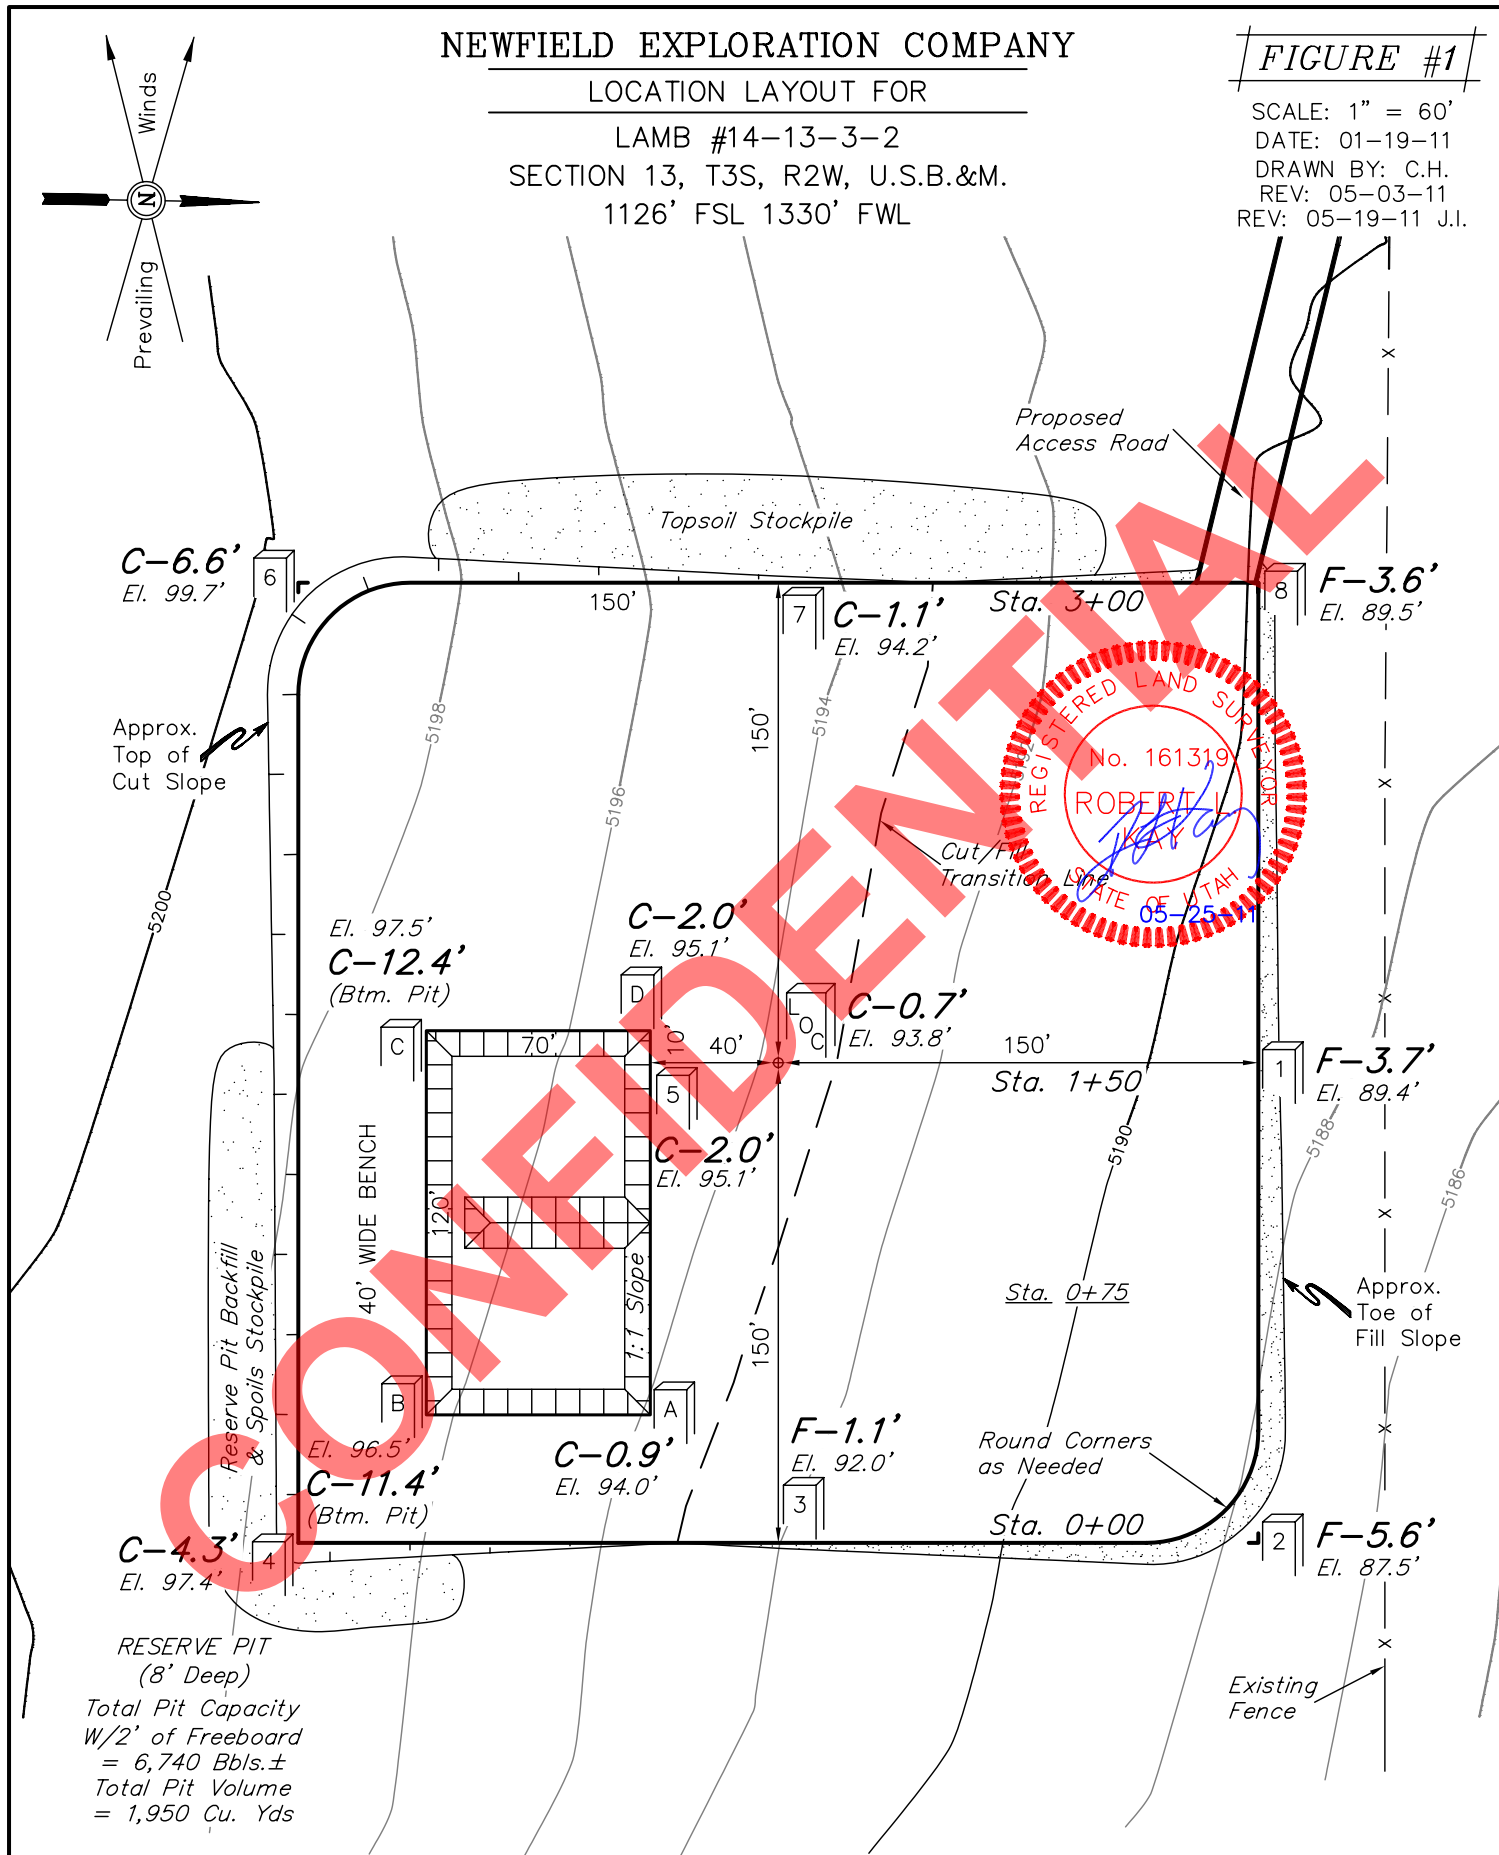 NEWFIELD EXPLORATION COMPANY
LOCATION LAYOUT FOR
LAMB #14-13-3-2
SECTION 13, T3S, R2W, U.S.B.&M.
1126' FSL 1330' FWL
FIGURE #1
SCALE: 1" = 60'
DATE: 01-19-11
DRAWN BY: C.H.
REV: 05-03-11
REV: 05-19-11 J.I.
Winds
N
Prevailing
Proposed
Access Road
Topsoil Stockpile
C-6.6'
El. 99.7'
6
150'
7
C-1.1'
El. 94.2'
Sta. 3+00
8
F-3.6'
El. 89.5'
Approx.
Top of
Cut Slope
5200
5198
5196
5194
5192
150'
Cut/Fill
Transition Line
REGISTERED LAND SURVEYOR
No. 161319
ROBERT L.
KAY
STATE OF UTAH
05-25-11
El. 97.5'
C-12.4'
(Btm. Pit)
C-2.0'
El. 95.1'
D
C
70'
10'
40'
LOC
C-0.7'
El. 93.8'
150'
Sta. 1+50
1
F-3.7'
El. 89.4'
5
C-2.0'
El. 95.1'
40' WIDE BENCH
120'
1:1 Slope
5190
5188
5186
Reserve Pit Backfill
& Spoils Stockpile
150'
Sta. 0+75
Approx.
Toe of
Fill Slope
B
A
El. 96.5'
C-11.4'
(Btm. Pit)
C-0.9'
El. 94.0'
F-1.1'
El. 92.0'
3
Round Corners
as Needed
Sta. 0+00
C-4.3'
El. 97.4'
4
2
F-5.6'
El. 87.5'
RESERVE PIT
(8' Deep)
Total Pit Capacity
W/2' of Freeboard
= 6,740 Bbls.±
Total Pit Volume
= 1,950 Cu. Yds
Existing
Fence
CONFIDENTIAL